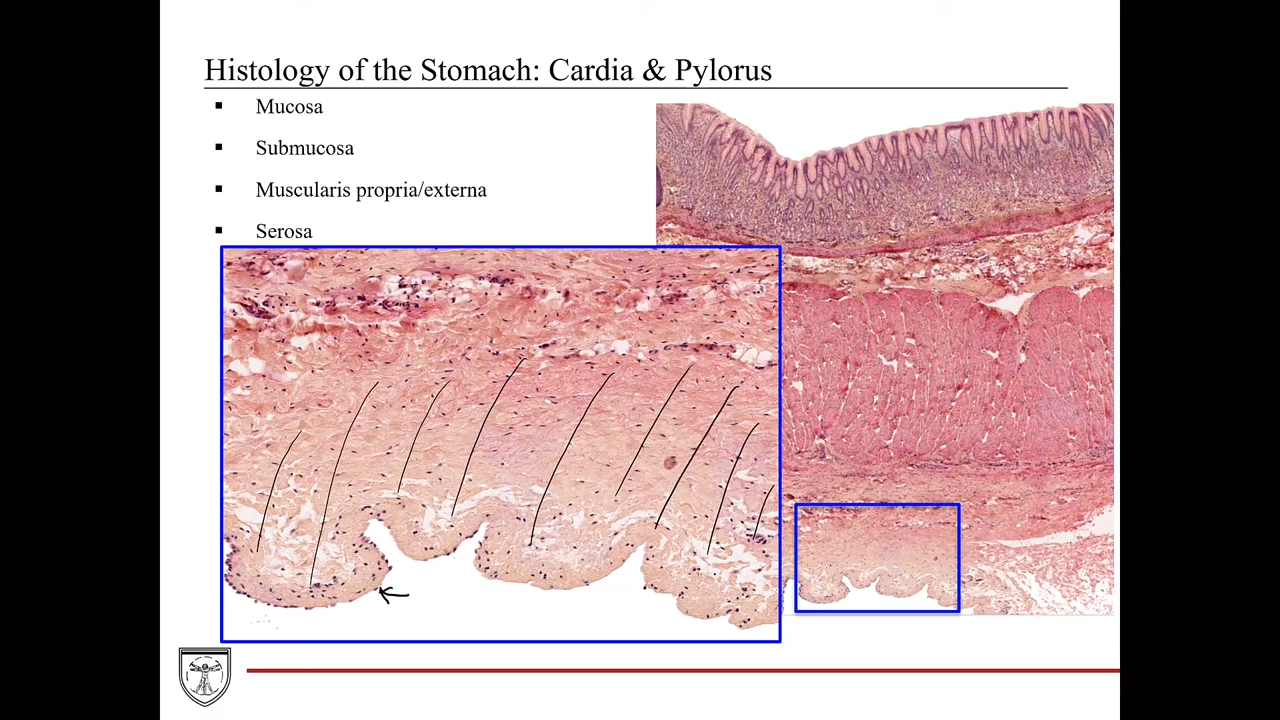 Histology of the Stomach: Cardia & Pylorus
▪ Mucosa
▪ Submucosa
▪ Muscularis propria/externa
▪ Serosa